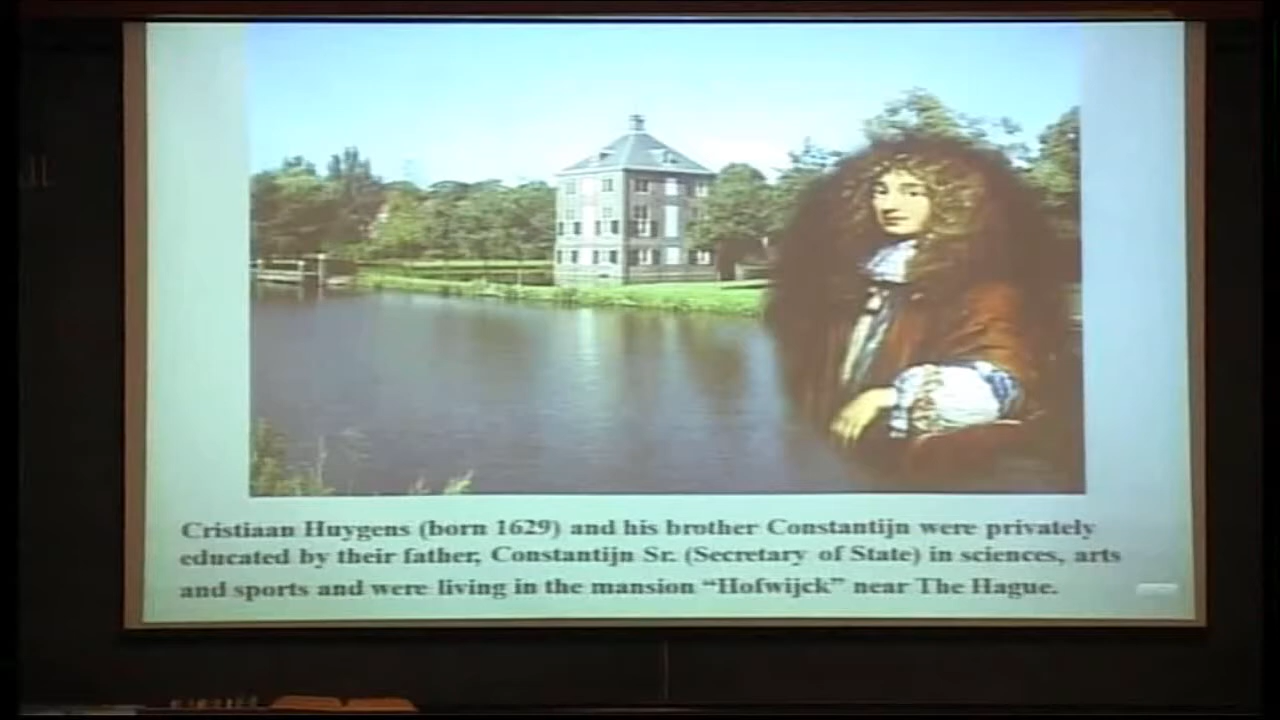 Cristiaan Huygens (born 1629) and his brother Constantijn were privately
educated by their father, Constantijn Sr. (Secretary of State) in sciences, arts
and sports and were living in the mansion “Hofwijck” near The Hague.